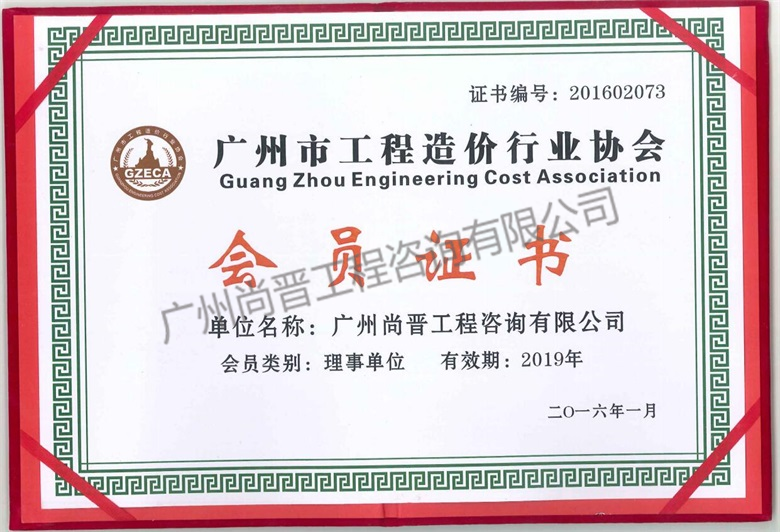 证书编号：201602073
广州市工程造价行业协会
GZECA
Guang Zhou Engineering Cost Association
会员证书
广州尚晋工程咨询有限公司
单位名称：广州尚晋工程咨询有限公司
会员类别：理事单位 有效期：2019年
二〇一六年一月